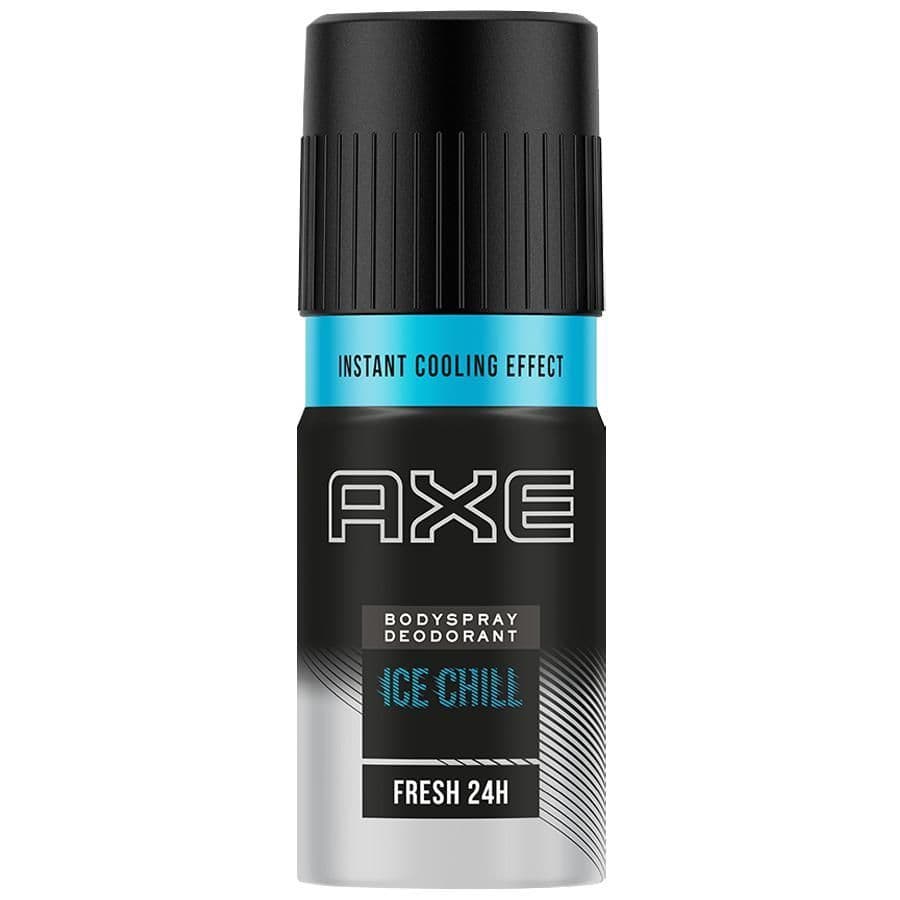 INSTANT COOLING EFFECT
AXE
BODYSPRAY
DEODORANT
ICE CHILL
FRESH 24H